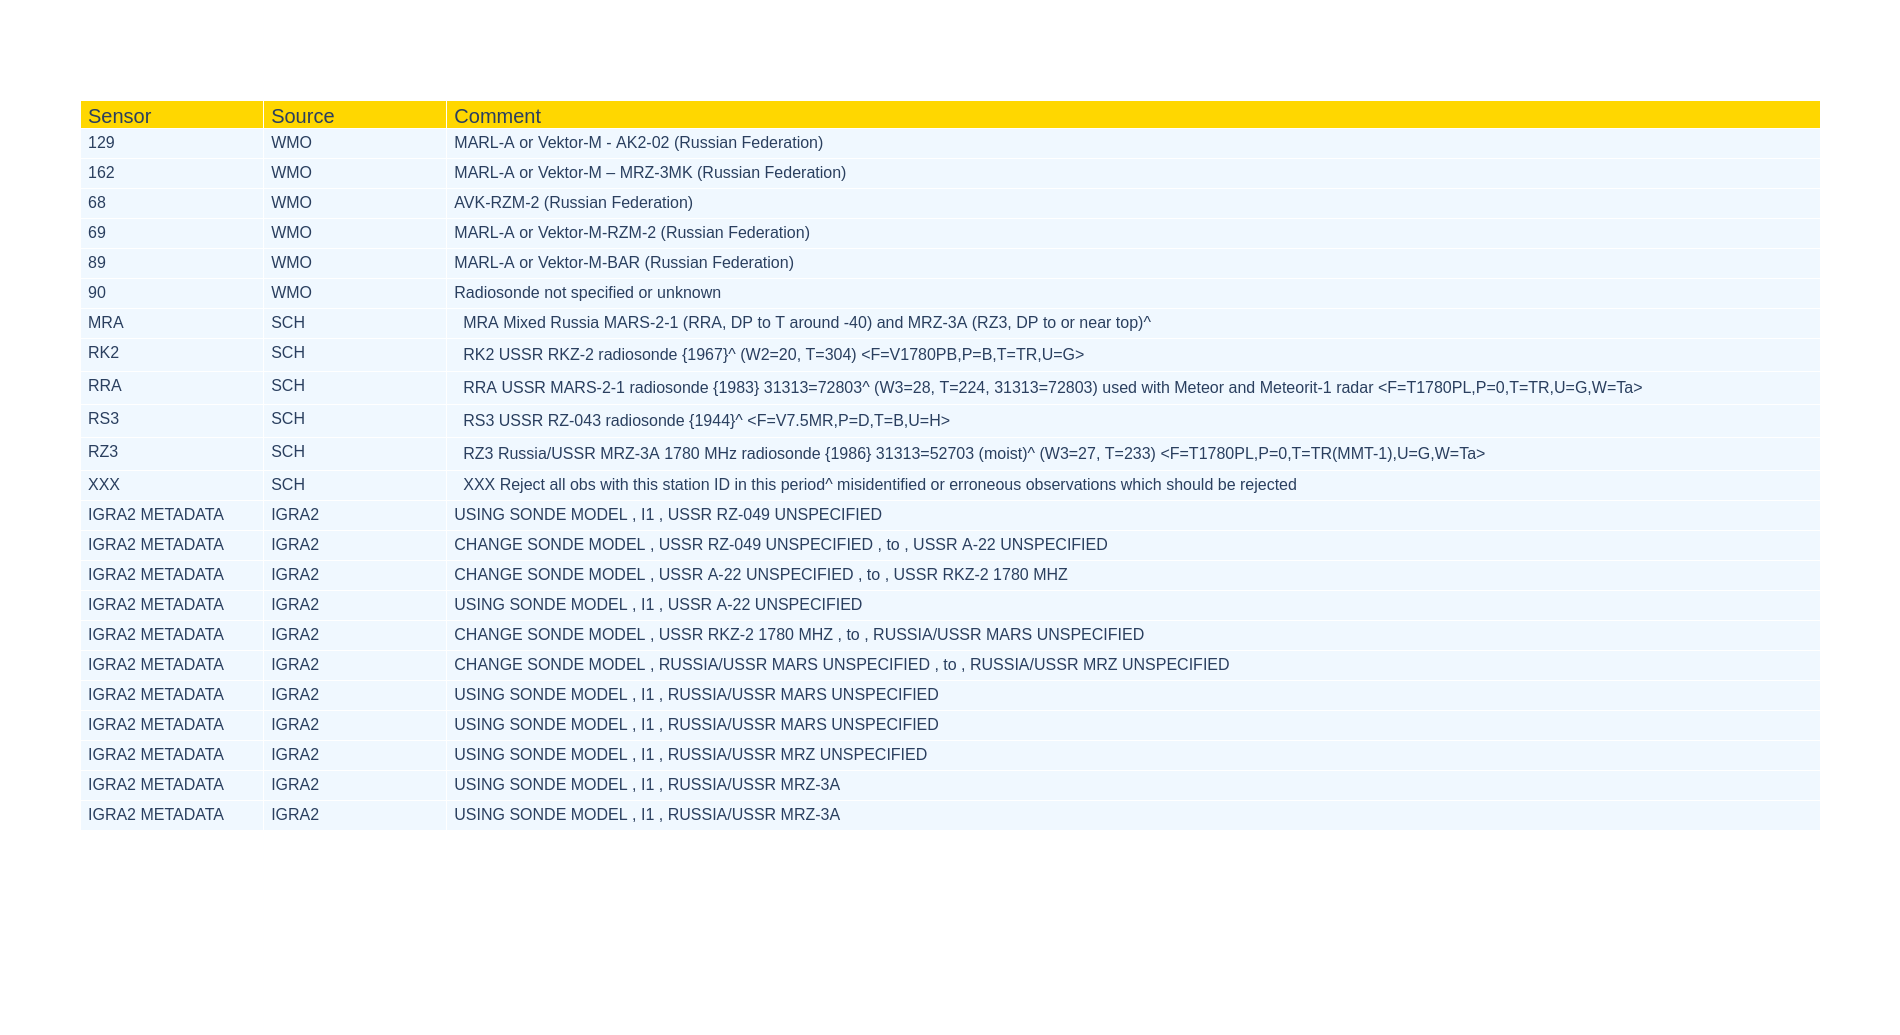 Sensor Source Comment
129 WMO MARL-A or Vektor-M - AK2-02 (Russian Federation)
162 WMO MARL-A or Vektor-M – MRZ-3MK (Russian Federation)
68 WMO AVK-RZM-2 (Russian Federation)
69 WMO MARL-A or Vektor-M-RZM-2 (Russian Federation)
89 WMO MARL-A or Vektor-M-BAR (Russian Federation)
90 WMO Radiosonde not specified or unknown
MRA SCH MRA Mixed Russia MARS-2-1 (RRA, DP to T around -40) and MRZ-3A (RZ3, DP to or near top)^
RK2 SCH RK2 USSR RKZ-2 radiosonde {1967}^ (W2=20, T=304) <F=V1780PB,P=B,T=TR,U=G>
RRA SCH RRA USSR MARS-2-1 radiosonde {1983} 31313=72803^ (W3=28, T=224, 31313=72803) used with Meteor and Meteorit-1 radar <F=T1780PL,P=0,T=TR,U=G,W=Ta>
RS3 SCH RS3 USSR RZ-043 radiosonde {1944}^ <F=V7.5MR,P=D,T=B,U=H>
RZ3 SCH RZ3 Russia/USSR MRZ-3A 1780 MHz radiosonde {1986} 31313=52703 (moist)^ (W3=27, T=233) <F=T1780PL,P=0,T=TR(MMT-1),U=G,W=Ta>
XXX SCH XXX Reject all obs with this station ID in this period^ misidentified or erroneous observations which should be rejected
IGRA2 METADATA IGRA2 USING SONDE MODEL , I1 , USSR RZ-049 UNSPECIFIED
IGRA2 METADATA IGRA2 CHANGE SONDE MODEL , USSR RZ-049 UNSPECIFIED , to , USSR A-22 UNSPECIFIED
IGRA2 METADATA IGRA2 CHANGE SONDE MODEL , USSR A-22 UNSPECIFIED , to , USSR RKZ-2 1780 MHZ
IGRA2 METADATA IGRA2 USING SONDE MODEL , I1 , USSR A-22 UNSPECIFIED
IGRA2 METADATA IGRA2 CHANGE SONDE MODEL , USSR RKZ-2 1780 MHZ , to , RUSSIA/USSR MARS UNSPECIFIED
IGRA2 METADATA IGRA2 CHANGE SONDE MODEL , RUSSIA/USSR MARS UNSPECIFIED , to , RUSSIA/USSR MRZ UNSPECIFIED
IGRA2 METADATA IGRA2 USING SONDE MODEL , I1 , RUSSIA/USSR MARS UNSPECIFIED
IGRA2 METADATA IGRA2 USING SONDE MODEL , I1 , RUSSIA/USSR MARS UNSPECIFIED
IGRA2 METADATA IGRA2 USING SONDE MODEL , I1 , RUSSIA/USSR MRZ UNSPECIFIED
IGRA2 METADATA IGRA2 USING SONDE MODEL , I1 , RUSSIA/USSR MRZ-3A
IGRA2 METADATA IGRA2 USING SONDE MODEL , I1 , RUSSIA/USSR MRZ-3A